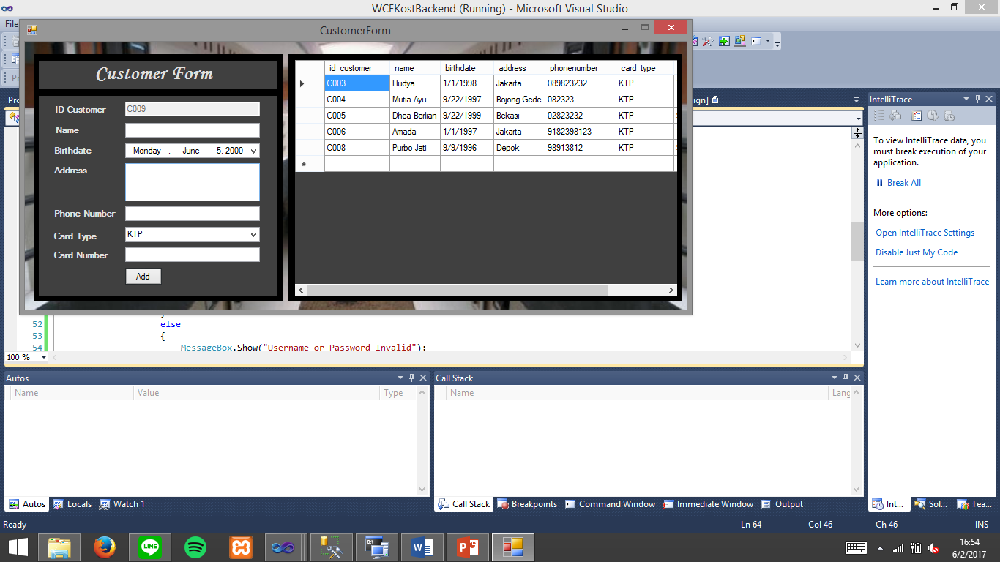 WCFKostBackend (Running) - Microsoft Visual Studio
File
CustomerForm
Customer Form
ID Customer C009
Name
Birthdate Monday , June 5, 2000
Address
Phone Number
Card Type KTP
Card Number
Add
id_customer name birthdate address phonenumber card_type
C003 Hudya 1/1/1998 Jakarta 089823232 KTP
C004 Mutia Ayu 9/22/1997 Bojong Gede 082323 KTP
C005 Dhea Berlian 9/22/1999 Bekasi 02823232 KTP
C006 Amada 1/1/1997 Jakarta 9182398123 KTP
C008 Purbo Jati 9/9/1996 Depok 98913812 KTP
*
IntelliTrace
To view IntelliTrace data, you
must break execution of your
application.
Break All
More options:
Open IntelliTrace Settings
Disable Just My Code
Learn more about IntelliTrace
52 else
53 {
54 MessageBox.Show("Username or Password Invalid");
100 %
Autos
Name Value Type
Call Stack
Name Lang
Autos Locals Watch 1
Call Stack Breakpoints Command Window Immediate Window Output
Int... Sol... Tea...
Ready Ln 64 Col 46 Ch 46 INS
LINE
16:54
6/2/2017